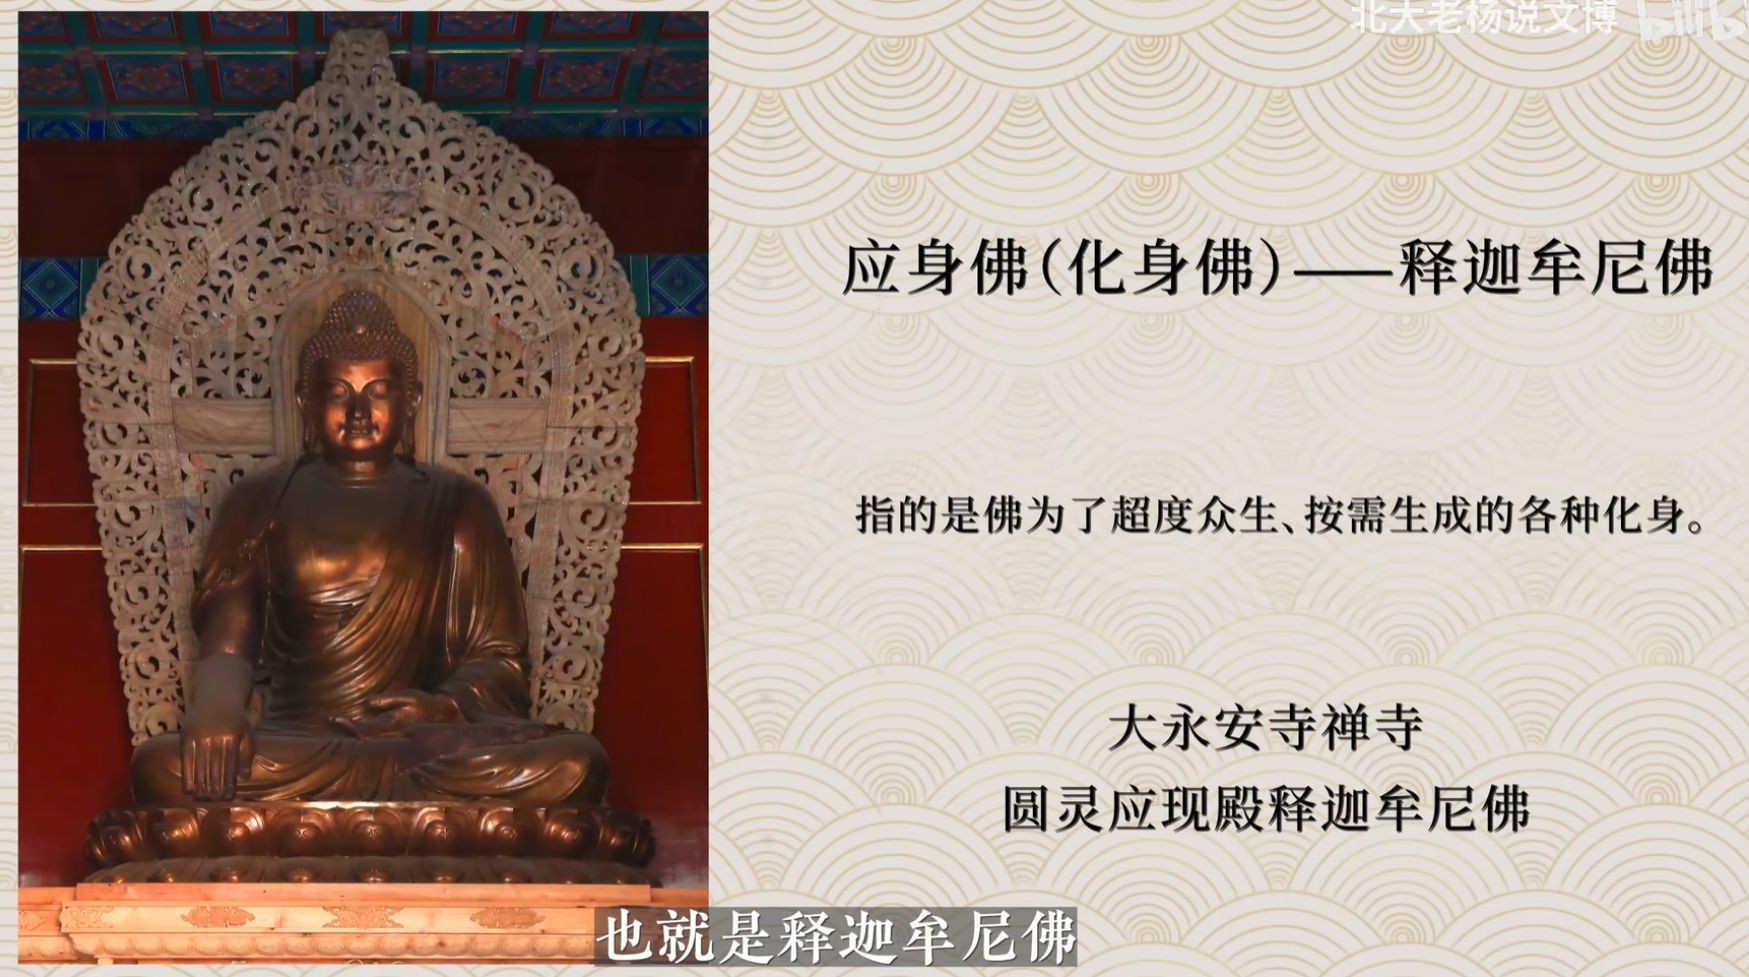 北大老杨说文博 bilibili
应身佛(化身佛)——释迦牟尼佛
指的是佛为了超度众生、按需生成的各种化身。
大永安寺禅寺
圆灵应现殿释迦牟尼佛
也就是释迦牟尼佛